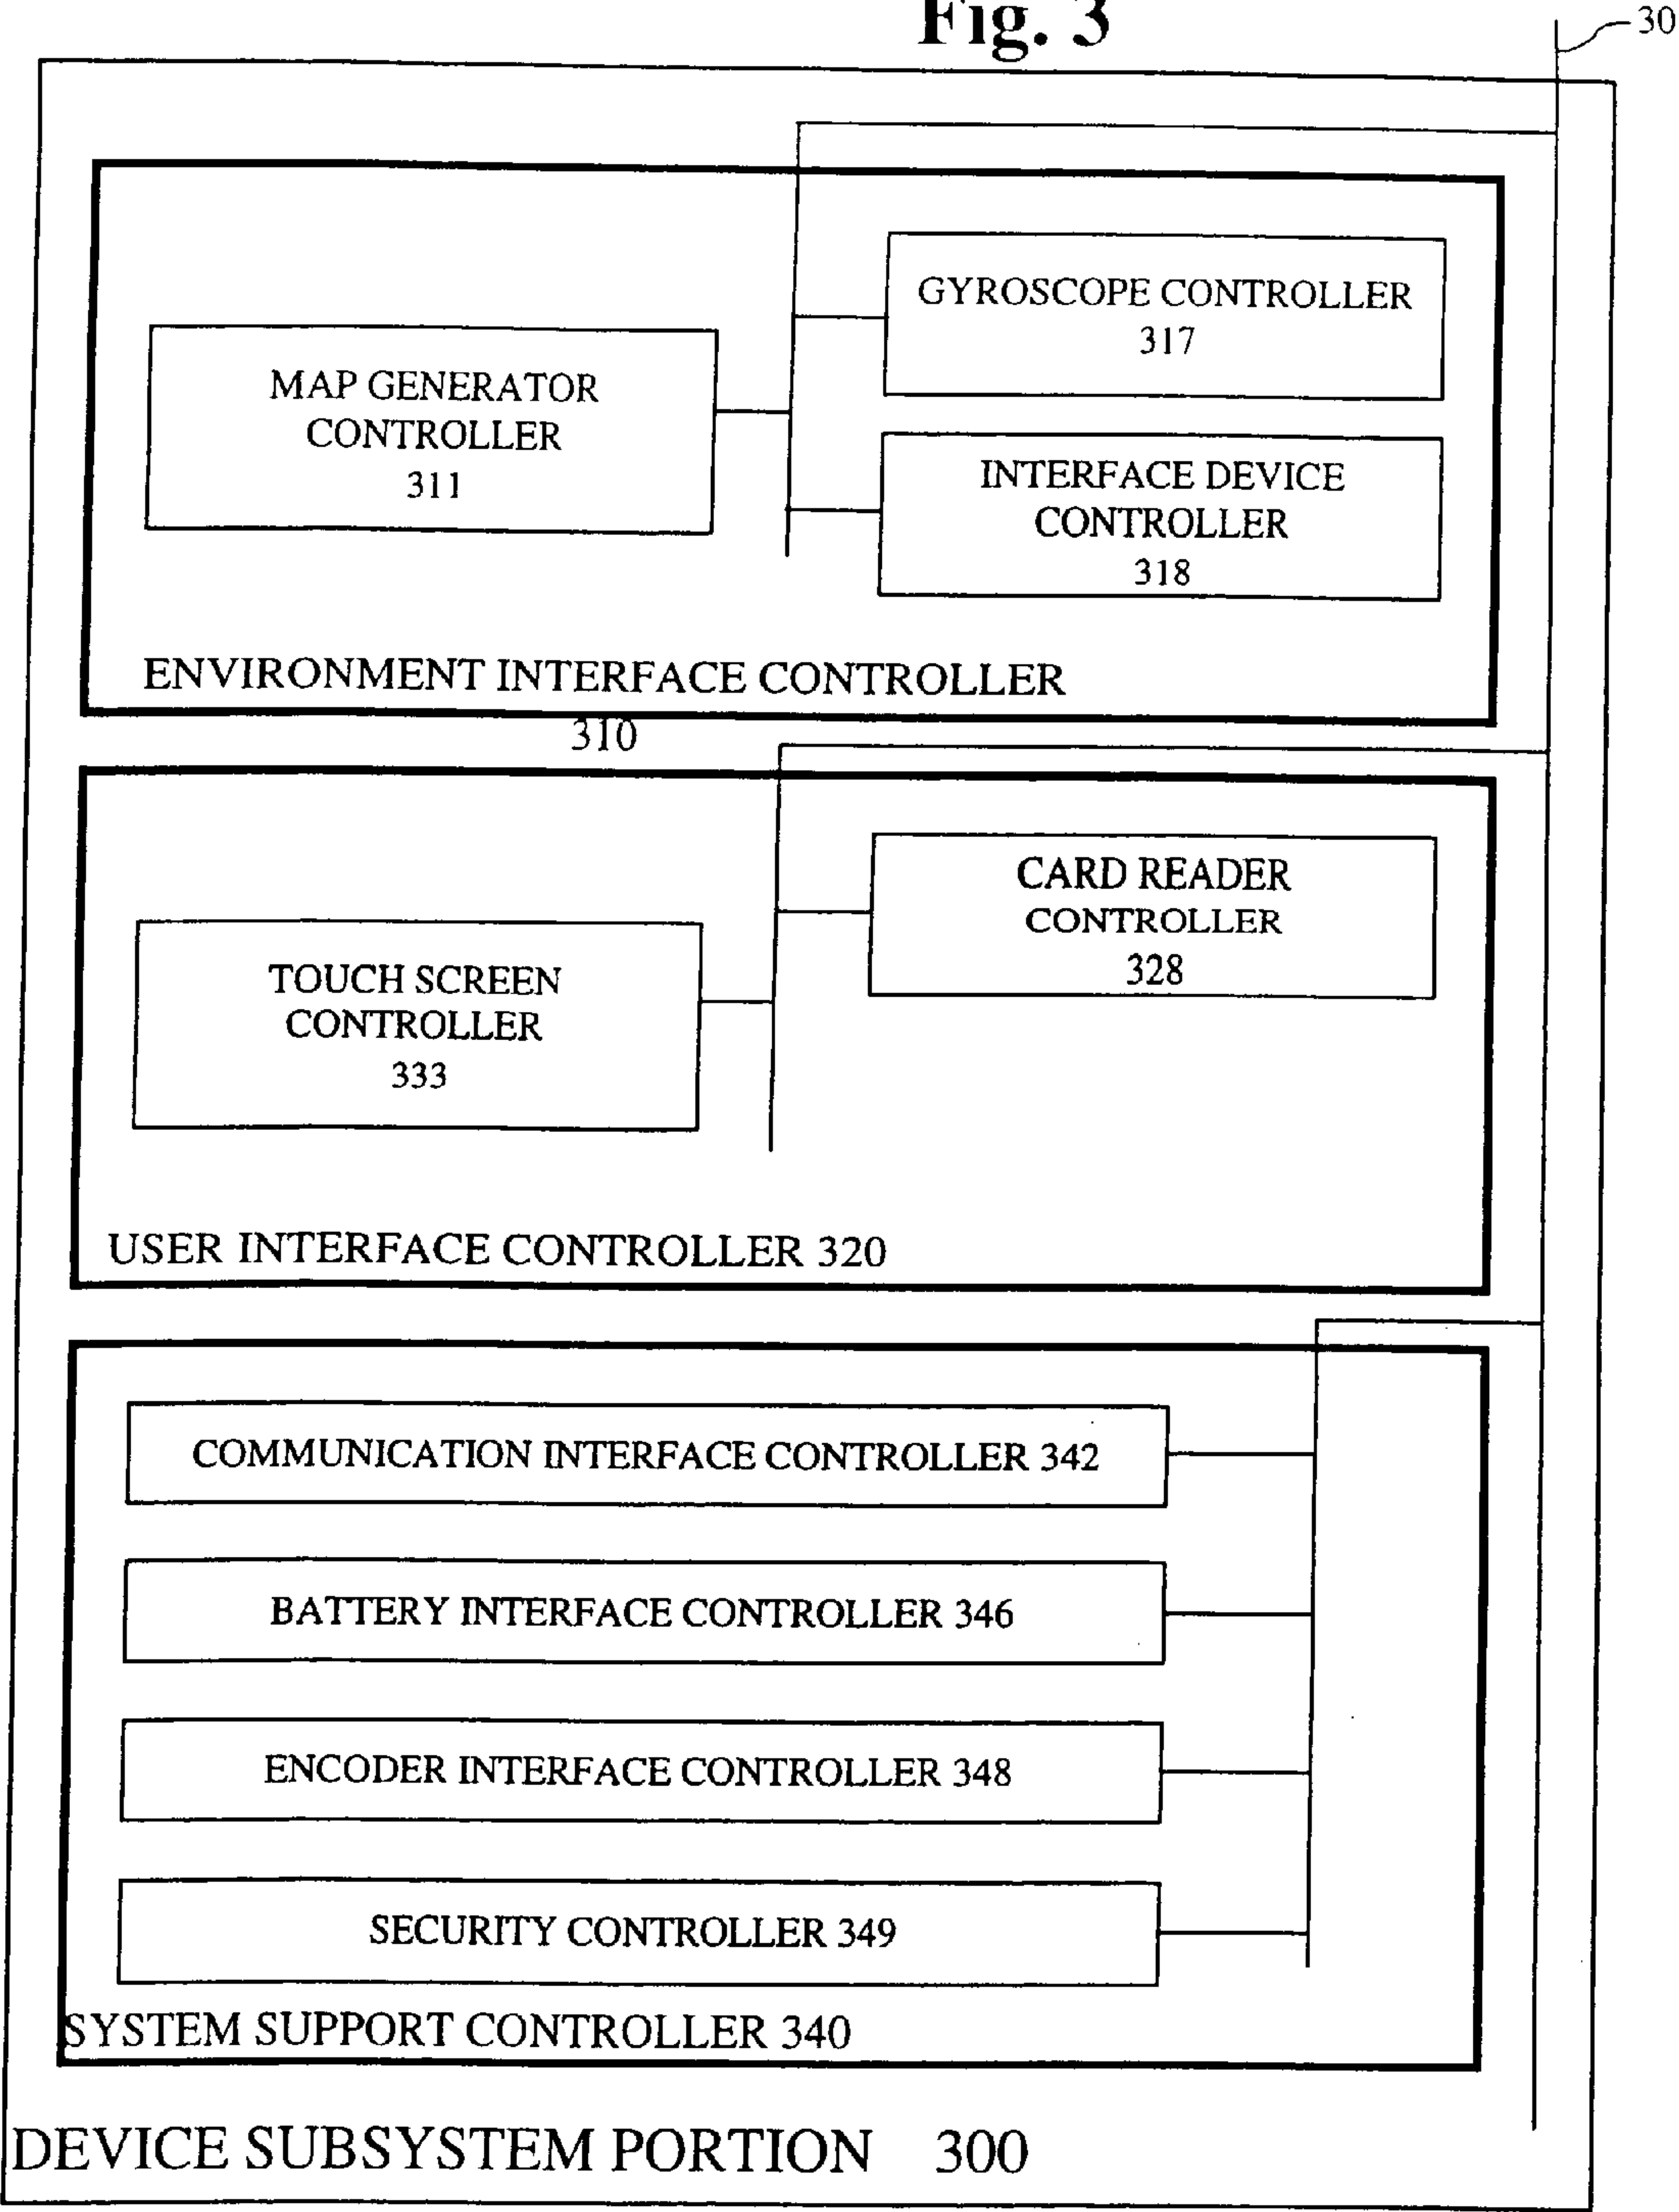 Fig. 3
30
GYROSCOPE CONTROLLER
317
MAP GENERATOR
CONTROLLER
311
INTERFACE DEVICE
CONTROLLER
318
ENVIRONMENT INTERFACE CONTROLLER
310
CARD READER
CONTROLLER
328
TOUCH SCREEN
CONTROLLER
333
USER INTERFACE CONTROLLER 320
COMMUNICATION INTERFACE CONTROLLER 342
BATTERY INTERFACE CONTROLLER 346
ENCODER INTERFACE CONTROLLER 348
SECURITY CONTROLLER 349
SYSTEM SUPPORT CONTROLLER 340
DEVICE SUBSYSTEM PORTION 300